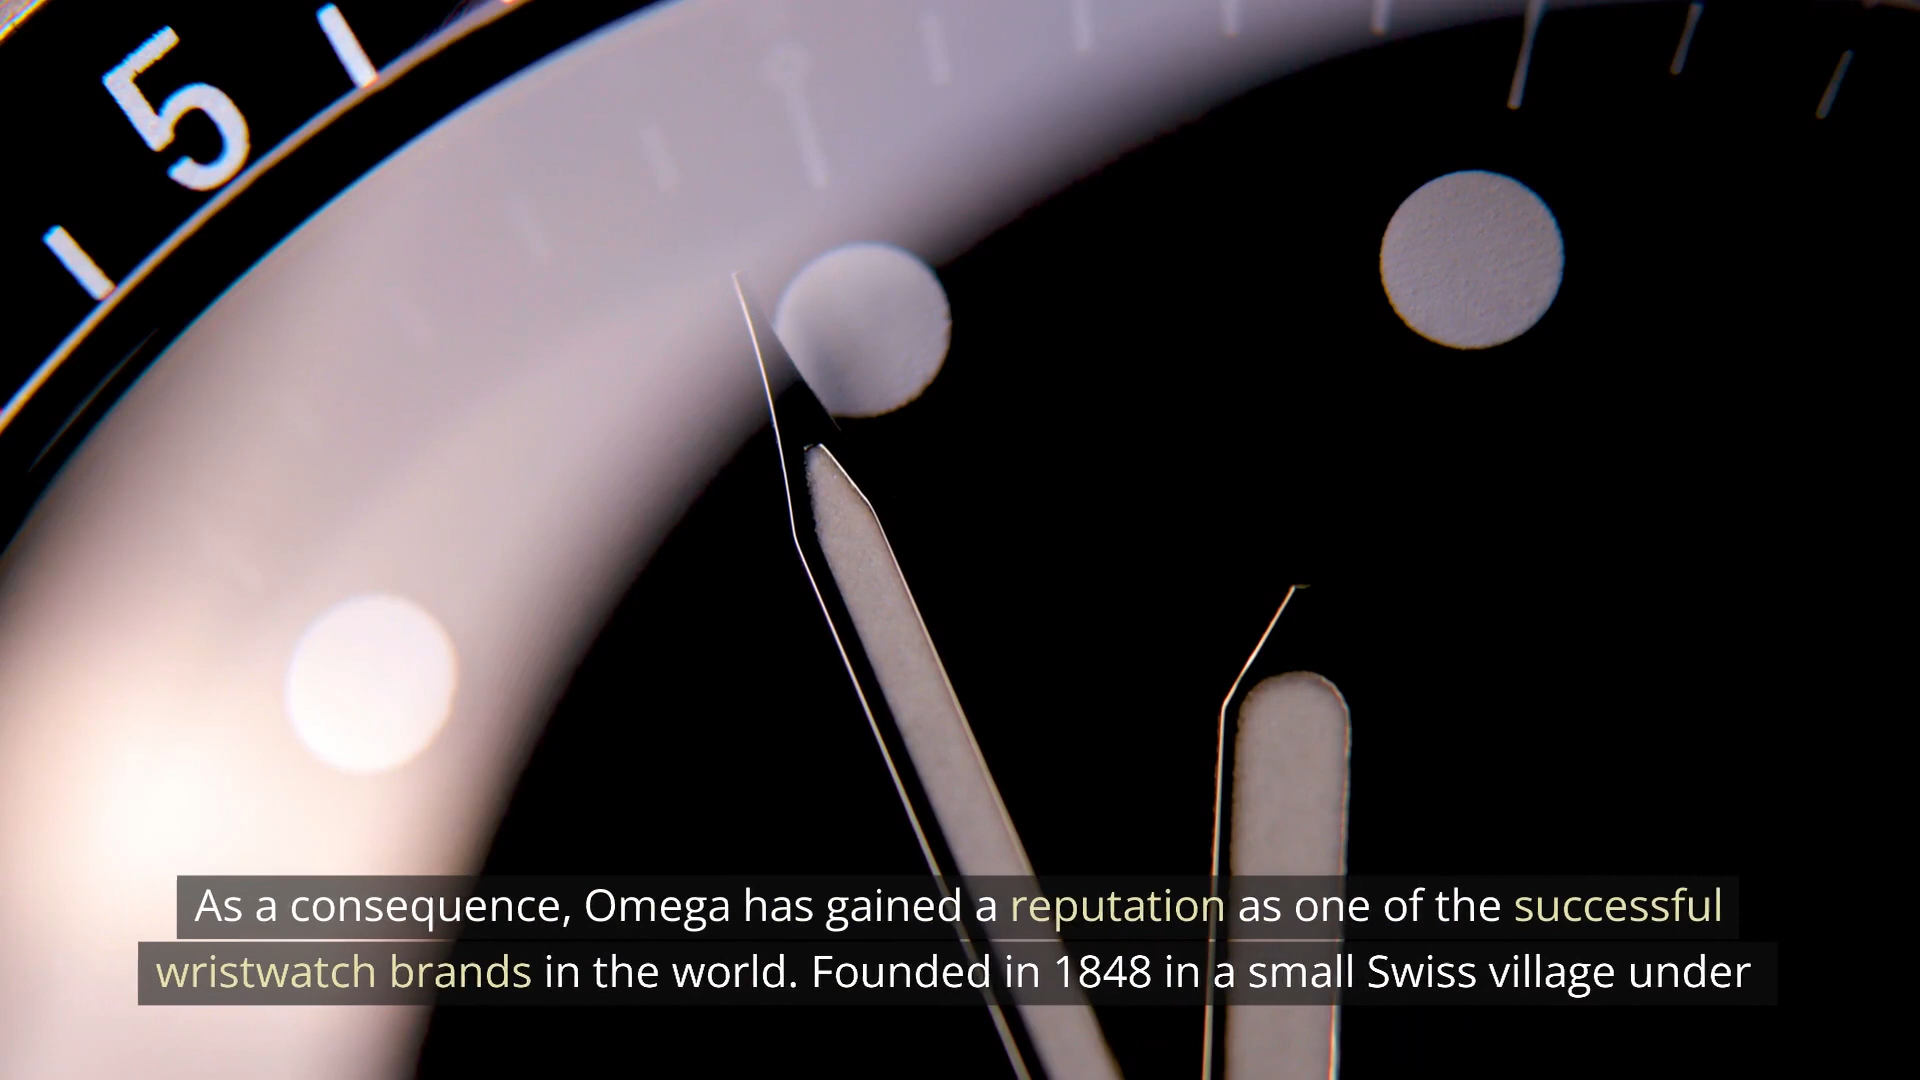 5
As a consequence, Omega has gained a reputation as one of the successful
wristwatch brands in the world. Founded in 1848 in a small Swiss village under